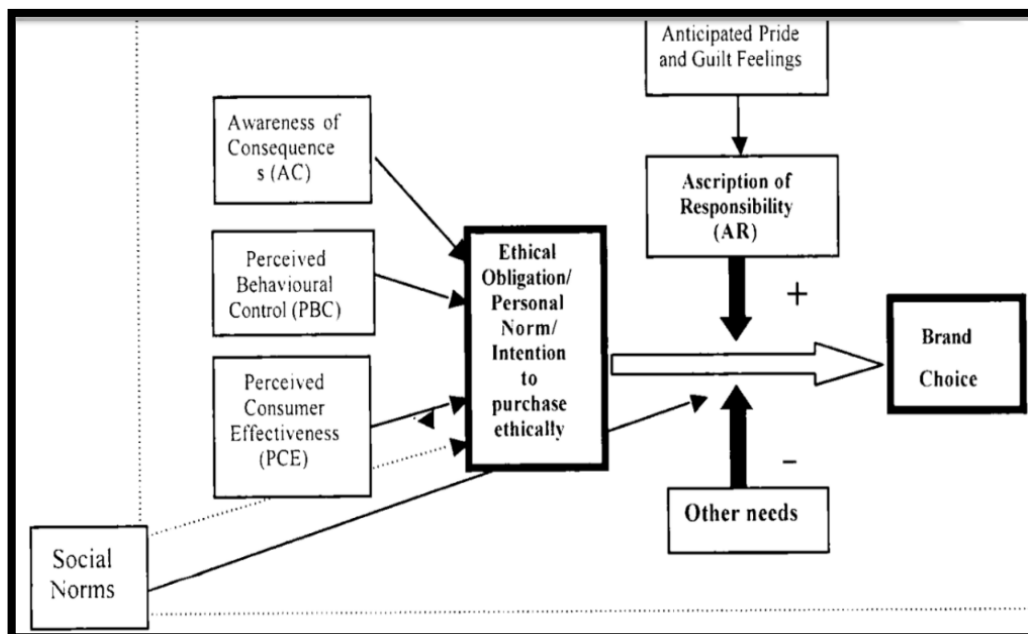 Anticipated Pride
and Guilt Feelings
Awareness of
Consequence
s (AC)
Ascription of
Responsibility
(AR)
Perceived
Behavioural
Control (PBC)
Ethical
Obligation/
Personal
Norm/
Intention
to
purchase
ethically
+
Brand
Choice
Perceived
Consumer
Effectiveness
(PCE)
–
Other needs
Social
Norms